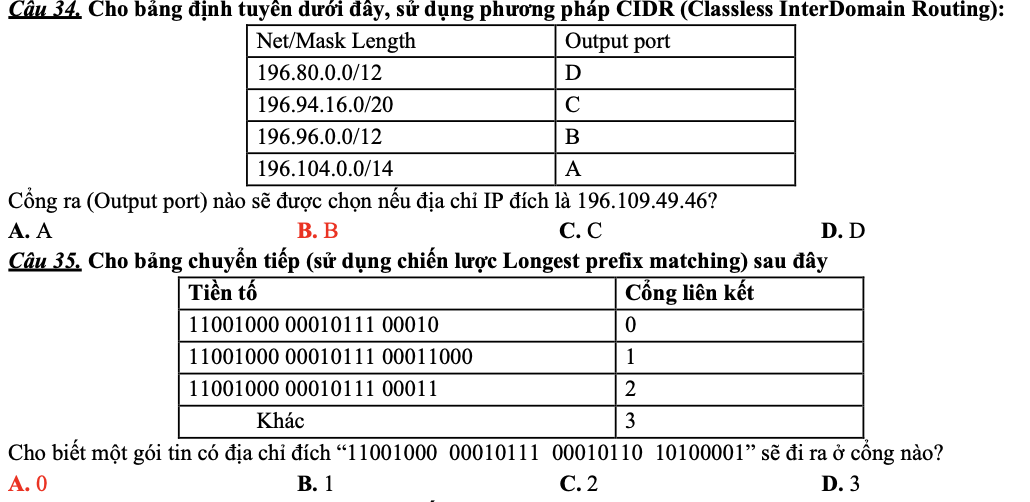 Câu 34. Cho bảng định tuyến dưới đây, sử dụng phương pháp CIDR (Classless InterDomain Routing):
Net/Mask Length Output port
196.80.0.0/12 D
196.94.16.0/20 C
196.96.0.0/12 B
196.104.0.0/14 A
Cổng ra (Output port) nào sẽ được chọn nếu địa chỉ IP đích là 196.109.49.46?
A. A B. B C. C D. D
Câu 35. Cho bảng chuyển tiếp (sử dụng chiến lược Longest prefix matching) sau đây
Tiền tố Cổng liên kết
11001000 00010111 00010 0
11001000 00010111 00011000 1
11001000 00010111 00011 2
Khác 3
Cho biết một gói tin có địa chỉ đích “11001000 00010111 00010110 10100001” sẽ đi ra ở cổng nào?
A. 0 B. 1 C. 2 D. 3